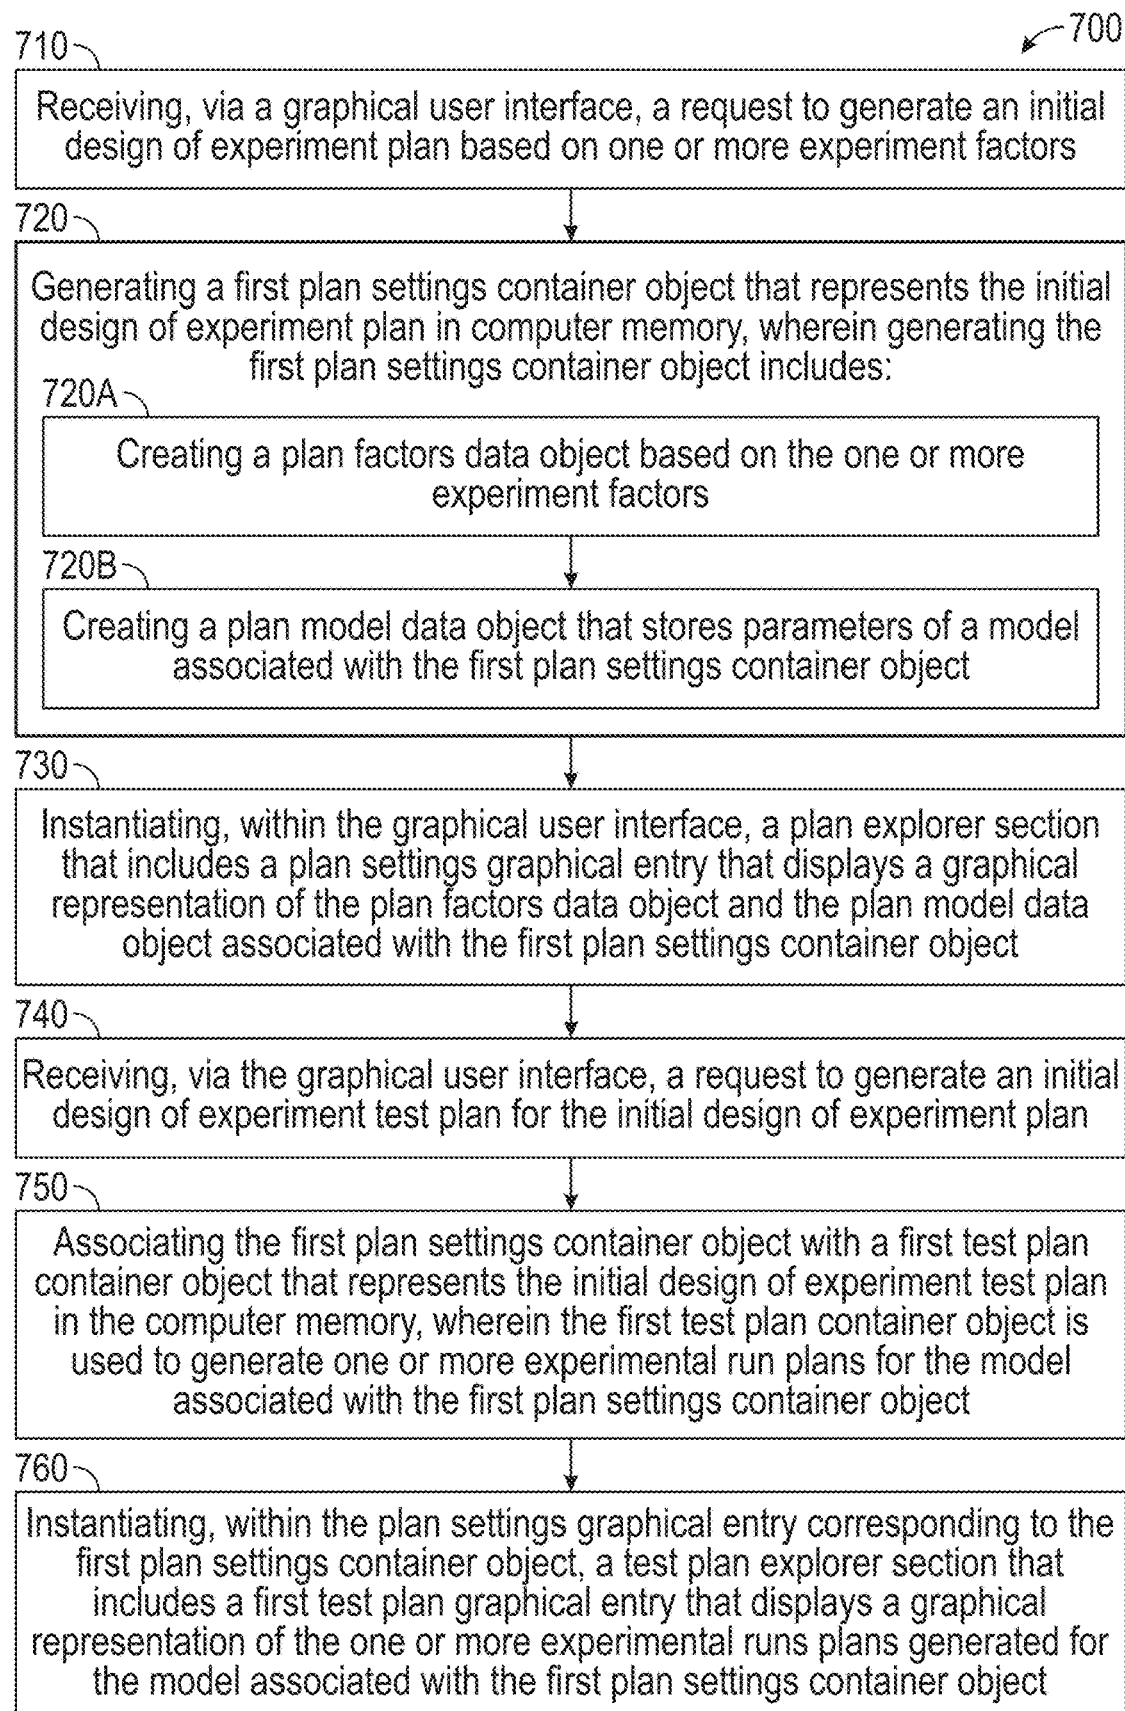 700
710
Receiving, via a graphical user interface, a request to generate an initial
design of experiment plan based on one or more experiment factors
720
Generating a first plan settings container object that represents the initial
design of experiment plan in computer memory, wherein generating the
first plan settings container object includes:
720A
Creating a plan factors data object based on the one or more
experiment factors
720B
Creating a plan model data object that stores parameters of a model
associated with the first plan settings container object
730
Instantiating, within the graphical user interface, a plan explorer section
that includes a plan settings graphical entry that displays a graphical
representation of the plan factors data object and the plan model data
object associated with the first plan settings container object
740
Receiving, via the graphical user interface, a request to generate an initial
design of experiment test plan for the initial design of experiment plan
750
Associating the first plan settings container object with a first test plan
container object that represents the initial design of experiment test plan
in the computer memory, wherein the first test plan container object is
used to generate one or more experimental run plans for the model
associated with the first plan settings container object
760
Instantiating, within the plan settings graphical entry corresponding to the
first plan settings container object, a test plan explorer section that
includes a first test plan graphical entry that displays a graphical
representation of the one or more experimental runs plans generated for
the model associated with the first plan settings container object